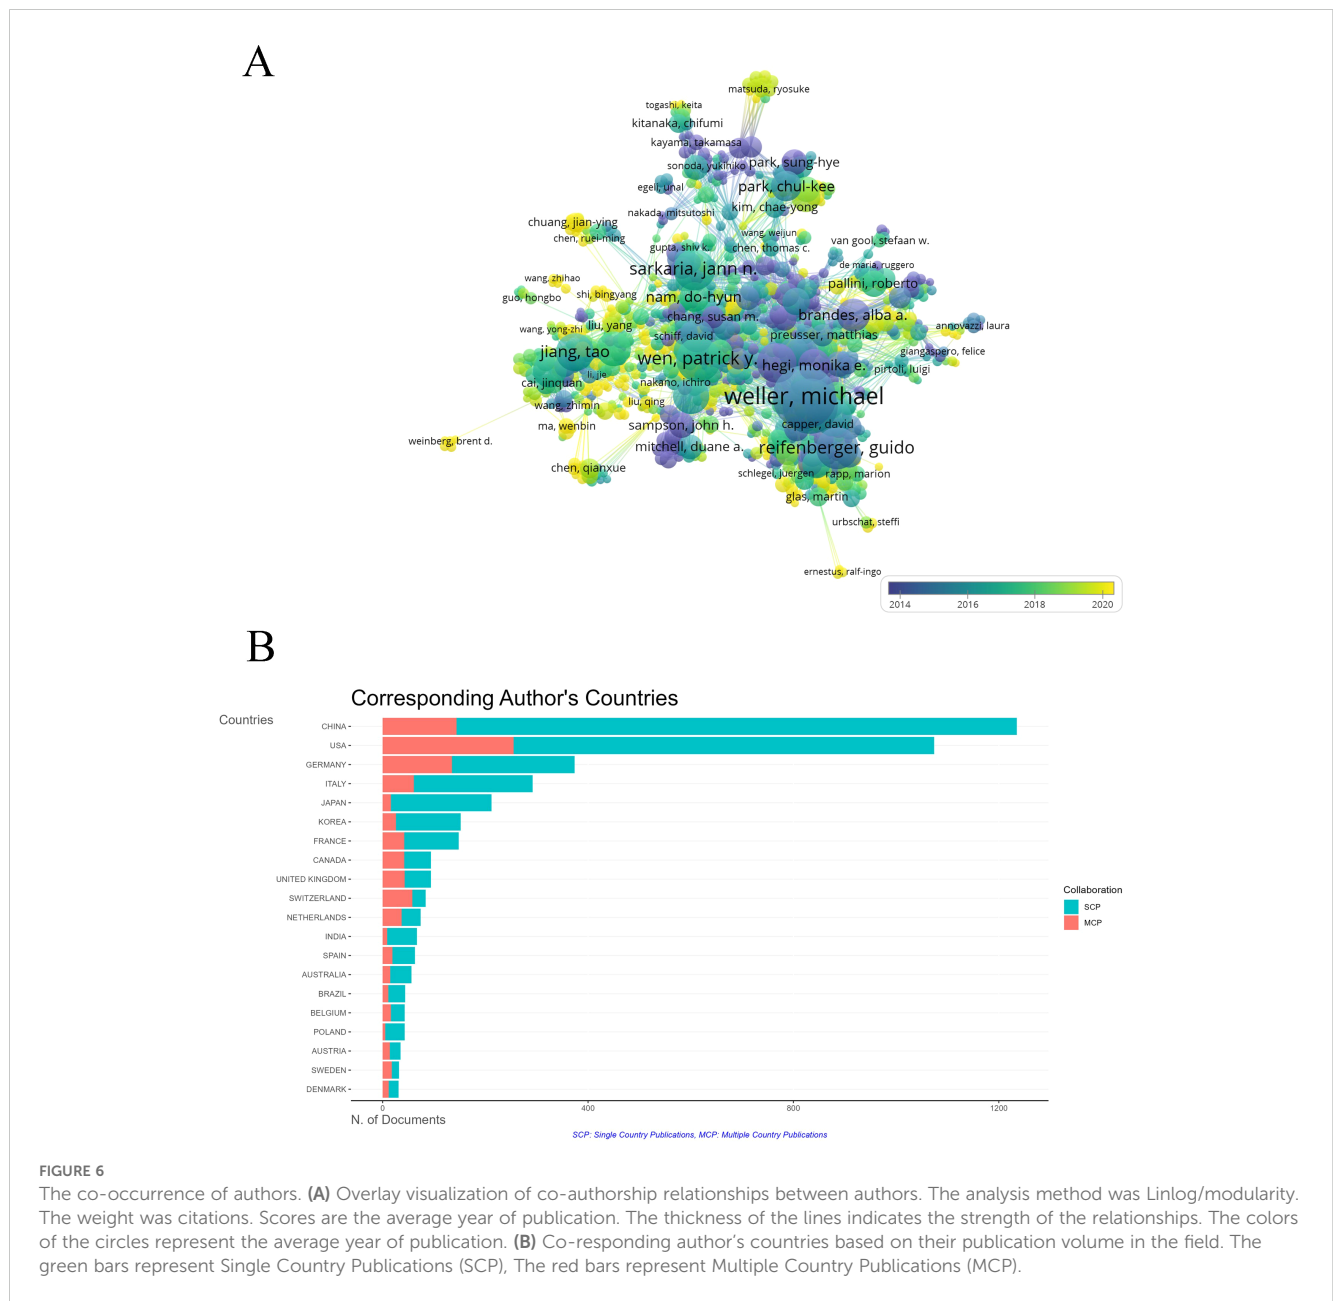 A
matsuda, ryosuke
togashi, keita
kitanaka, chifumi
kayama, takamasa
sonoda, yukihiko
park, sung-hye
egeli, unal
park, chul-kee
kim, chae-yong
nakada, mitsutoshi
chuang, jian-ying
chen, ruei-ming
wang, weijun
gupta, shiv k.
chen, thomas c.
van gool, stefaan w.
de maria, ruggero
sarkaria, jann n.
wang, zhihao
pallini, roberto
guo, hongbo
shi, bingyang
nam, do-hyun
chang, susan m.
brandes, alba a.
annovazzi, laura
wang, yong-zhi
liu, yang
schiff, david
preusser, matthias
jiang, tao
wen, patrick y.
hegi, monika e.
giangaspero, felice
pirtoli, luigi
cai, jinquan
li, jie
nakano, ichiro
weller, michael
wang, zhimin
liu, qing
ma, wenbin
sampson, john h.
capper, david
weinberg, brent d.
mitchell, duane a.
reifenberger, guido
chen, qianxue
schlegel, juergen
rapp, marion
glas, martin
urbschat, steffi
ernestus, ralf-ingo
2014 2016 2018 2020
B
Corresponding Author's Countries
Countries
CHINA
USA
GERMANY
ITALY
JAPAN
KOREA
FRANCE
CANADA
UNITED KINGDOM
SWITZERLAND
NETHERLANDS
INDIA
SPAIN
AUSTRALIA
BRAZIL
BELGIUM
POLAND
AUSTRIA
SWEDEN
DENMARK
Collaboration
SCP
MCP
0 400 800 1200
N. of Documents
SCP: Single Country Publications, MCP: Multiple Country Publications
FIGURE 6
The co-occurrence of authors. (A) Overlay visualization of co-authorship relationships between authors. The analysis method was Linlog/modularity.
The weight was citations. Scores are the average year of publication. The thickness of the lines indicates the strength of the relationships. The colors
of the circles represent the average year of publication. (B) Co-responding author's countries based on their publication volume in the field. The
green bars represent Single Country Publications (SCP), The red bars represent Multiple Country Publications (MCP).